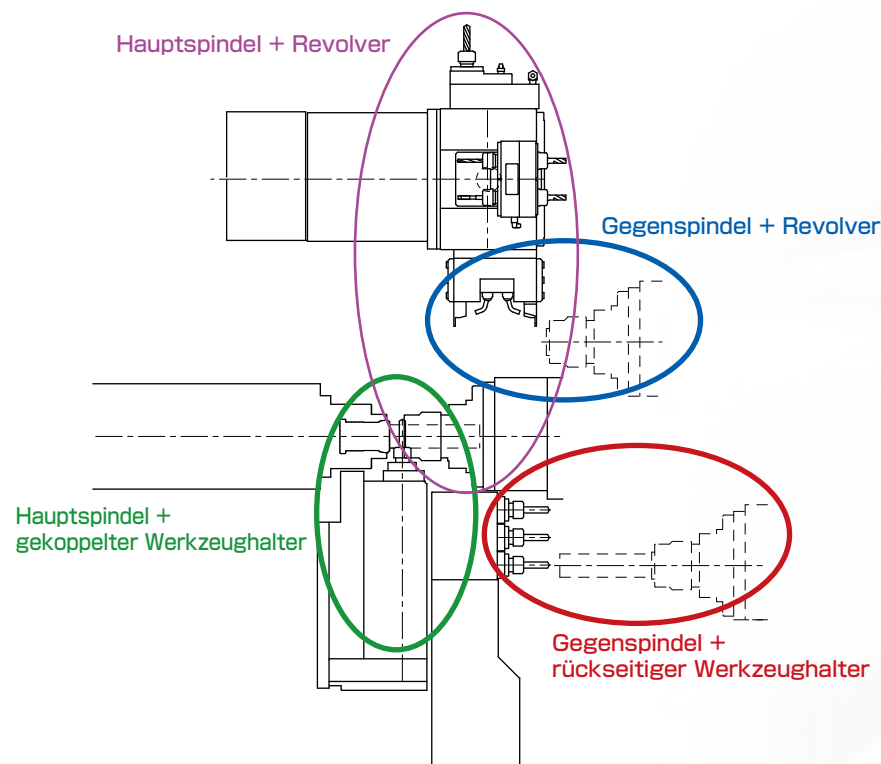 Hauptspindel + Revolver
Gegenspindel + Revolver
Hauptspindel +
gekoppelter Werkzeughalter
Gegenspindel +
rückseitiger Werkzeughalter